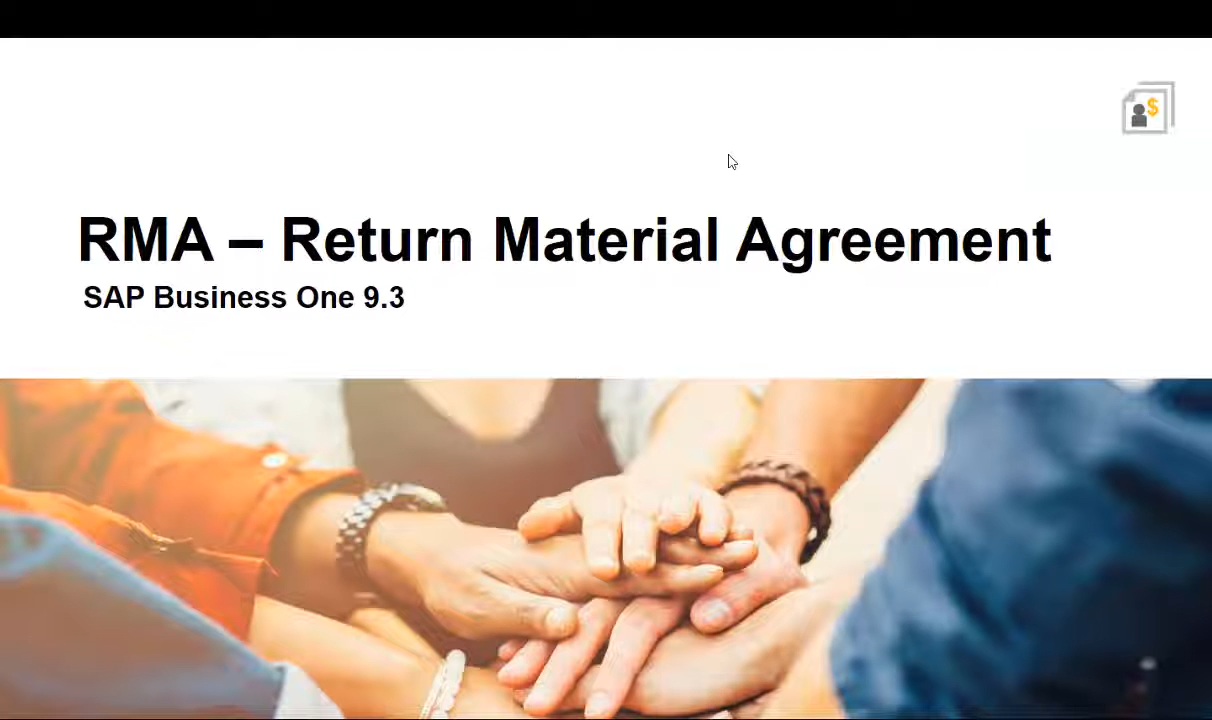 RMA – Return Material Agreement
SAP Business One 9.3